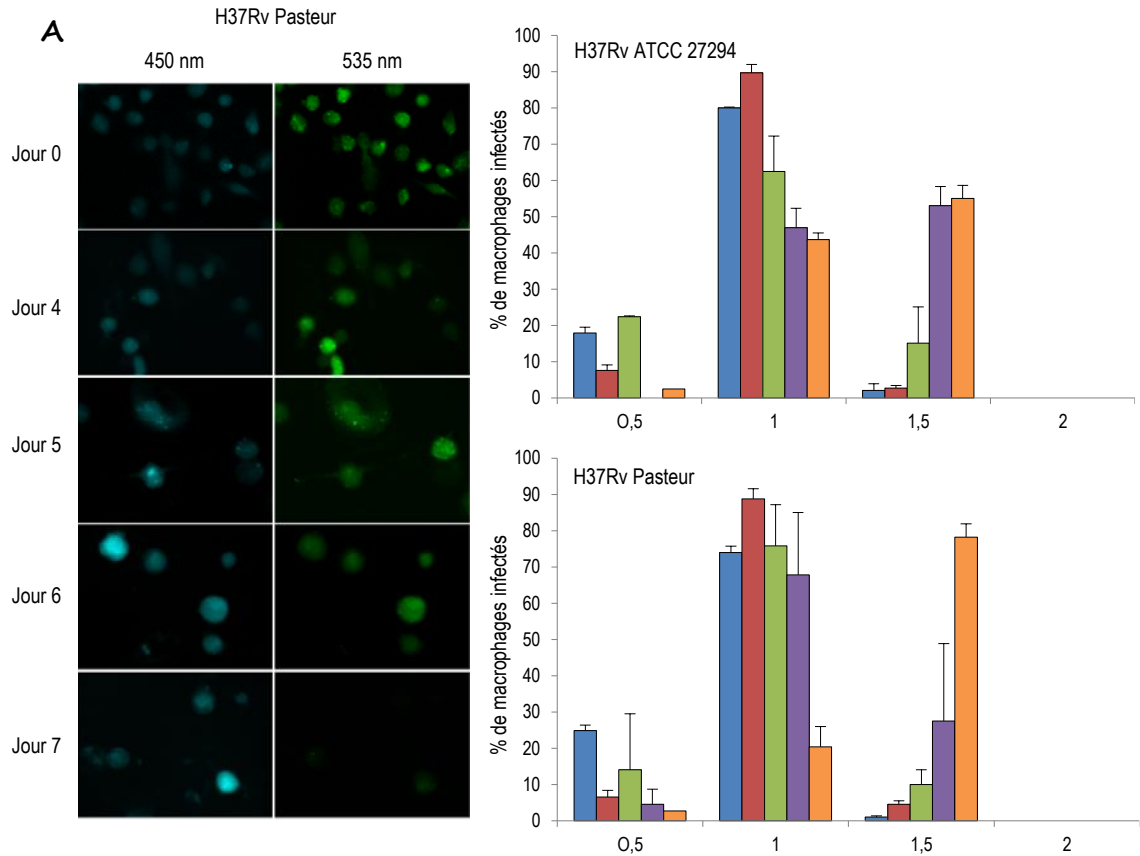 A
H37Rv Pasteur
450 nm
535 nm
Jour 0
Jour 4
Jour 5
Jour 6
Jour 7
H37Rv ATCC 27294
% de macrophages infectés
100
90
80
70
60
50
40
30
20
10
0
O,5
1
1,5
2
H37Rv Pasteur
% de macrophages infectés
100
90
80
70
60
50
40
30
20
10
0
O,5
1
1,5
2